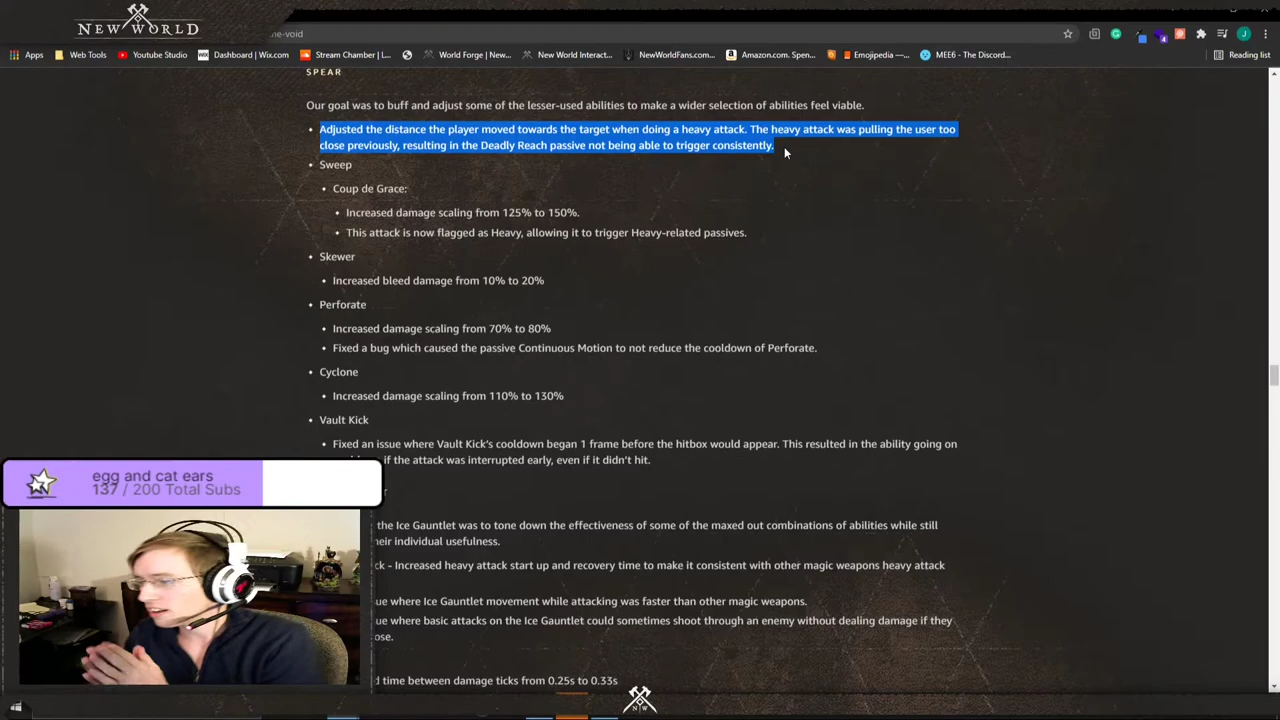 NEW WORLD
ne-void
Apps
Web Tools
Youtube Studio
Dashboard | Wix.com
Stream Chamber | L...
World Forge | New...
New World Interact...
NewWorldFans.com
Amazon.com. Spen...
Emojipedia —...
MEE6 – The Discord...
Reading list
SPEAR
Our goal was to buff and adjust some of the lesser-used abilities to make a wider selection of abilities feel viable.
• Adjusted the distance the player moved towards the target when doing a heavy attack. The heavy attack was pulling the user too
close previously, resulting in the Deadly Reach passive not being able to trigger consistently.
• Sweep
• Coup de Grace:
• Increased damage scaling from 125% to 150%.
• This attack is now flagged as Heavy, allowing it to trigger Heavy-related passives.
• Skewer
• Increased bleed damage from 10% to 20%
• Perforate
• Increased damage scaling from 70% to 80%
• Fixed a bug which caused the passive Continuous Motion to not reduce the cooldown of Perforate.
• Cyclone
• Increased damage scaling from 110% to 130%
• Vault Kick
• Fixed an issue where Vault Kick's cooldown began 1 frame before the hitbox would appear. This resulted in the ability going on
if the attack was interrupted early, even if it didn't hit.
egg and cat ears
137 / 200 Total Subs
the Ice Gauntlet was to tone down the effectiveness of some of the maxed out combinations of abilities while still
heir individual usefulness.
ck - Increased heavy attack start up and recovery time to make it consistent with other magic weapons heavy attack
ue where Ice Gauntlet movement while attacking was faster than other magic weapons.
ue where basic attacks on the Ice Gauntlet could sometimes shoot through an enemy without dealing damage if they
ose.
d time between damage ticks from 0.25s to 0.33s
N W